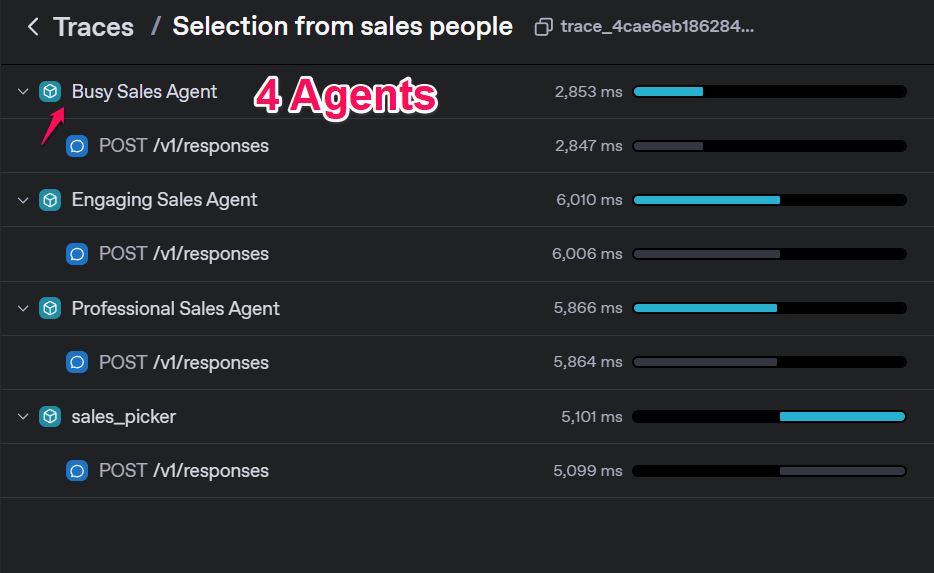 Traces / Selection from sales people trace_4cae6eb186284...
Busy Sales Agent 4 Agents 2,853 ms
POST /v1/responses 2,847 ms
Engaging Sales Agent 6,010 ms
POST /v1/responses 6,006 ms
Professional Sales Agent 5,866 ms
POST /v1/responses 5,864 ms
sales_picker 5,101 ms
POST /v1/responses 5,099 ms